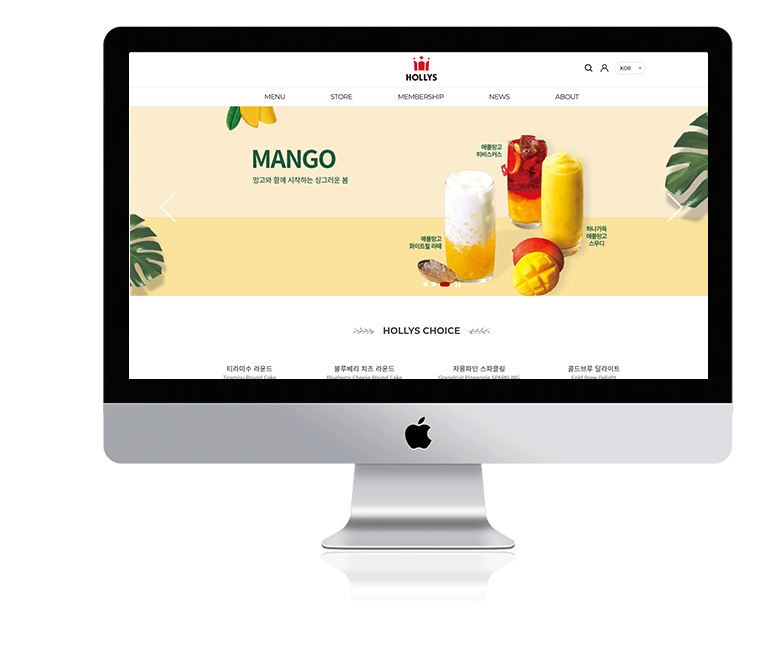 HOLLYS
KOR
MENU STORE MEMBERSHIP NEWS ABOUT
MANGO
망고와 함께 시작하는 싱그러운 봄
애플망고
히비스커스
애플망고
화이트펄 라떼
하나가득
애플망고
스무디
HOLLYS CHOICE
티라미수 라운드 블루베리 치즈 라운드 자몽파인 스파클링 콜드브루 딜라이트
Tiramisu Round Cake Blueberry Cheese Round Cake Grapefruit Pineapple SPARKLING Cold Brew Delight